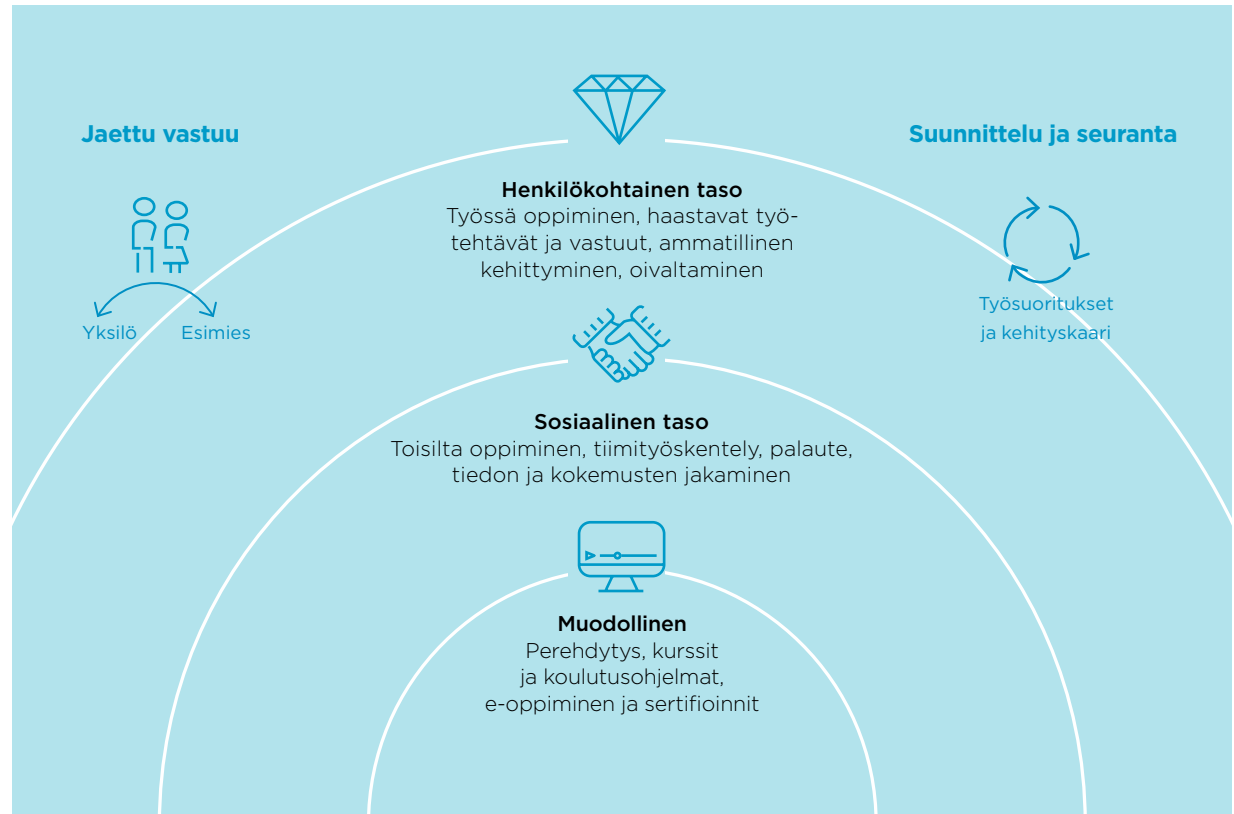 Jaettu vastuu
Suunnittelu ja seuranta
Henkilökohtainen taso
Työssä oppiminen, haastavat työ-
tehtävät ja vastuut, ammatillinen
kehittyminen, oivaltaminen
Yksilö
Esimies
Työsuoritukset
ja kehityskaari
Sosiaalinen taso
Toisilta oppiminen, tiimityöskentely, palaute,
tiedon ja kokemusten jakaminen
Muodollinen
Perehdytys, kurssit
ja koulutusohjelmat,
e-oppiminen ja sertifioinnit